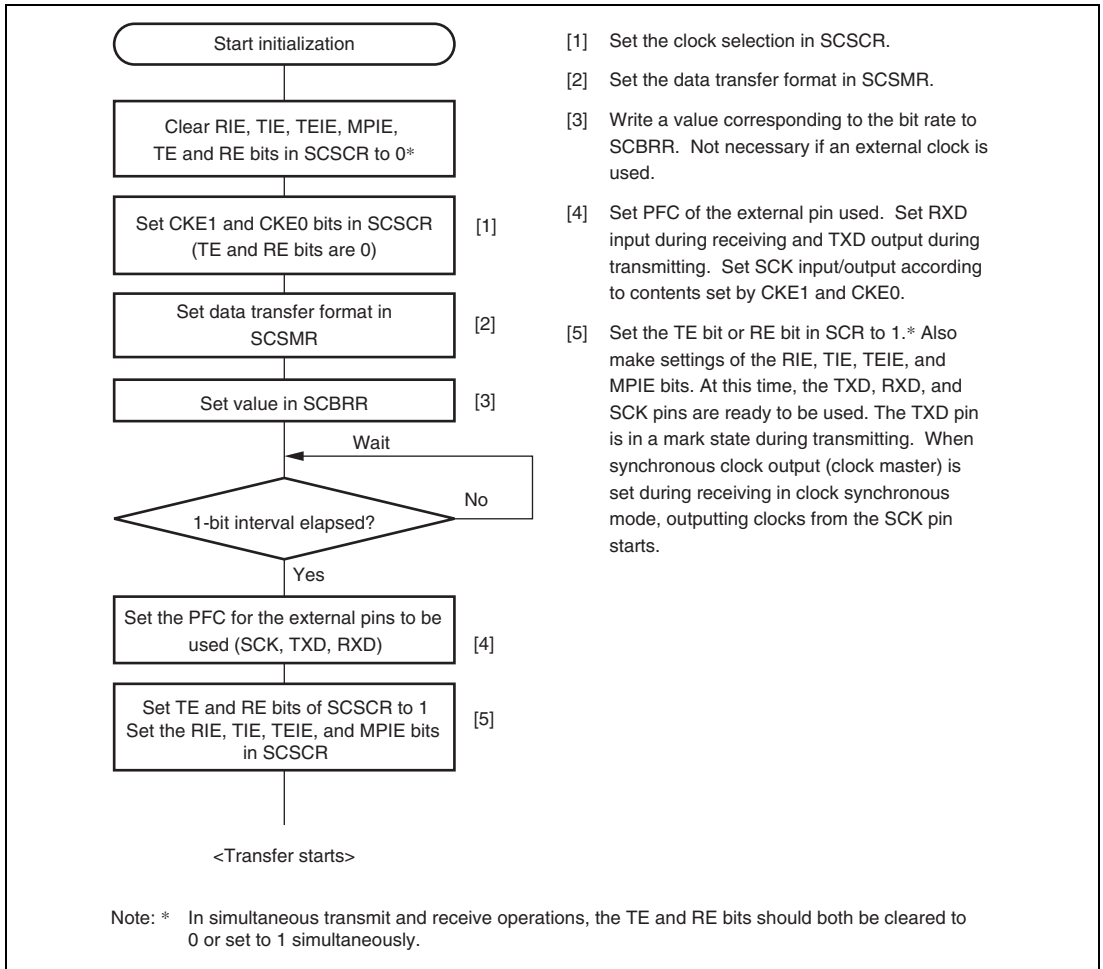 Start initialization
Clear RIE, TIE, TEIE, MPIE,
TE and RE bits in SCSCR to 0*
Set CKE1 and CKE0 bits in SCSCR
(TE and RE bits are 0)
[1]
Set data transfer format in
SCSMR
[2]
Set value in SCBRR
[3]
Wait
1-bit interval elapsed?
No
Yes
Set the PFC for the external pins to be
used (SCK, TXD, RXD)
[4]
Set TE and RE bits of SCSCR to 1
Set the RIE, TIE, TEIE, and MPIE bits
in SCSCR
[5]
<Transfer starts>
[1] Set the clock selection in SCSCR.
[2] Set the data transfer format in SCSMR.
[3] Write a value corresponding to the bit rate to
SCBRR. Not necessary if an external clock is
used.
[4] Set PFC of the external pin used. Set RXD
input during receiving and TXD output during
transmitting. Set SCK input/output according
to contents set by CKE1 and CKE0.
[5] Set the TE bit or RE bit in SCR to 1.* Also
make settings of the RIE, TIE, TEIE, and
MPIE bits. At this time, the TXD, RXD, and
SCK pins are ready to be used. The TXD pin
is in a mark state during transmitting. When
synchronous clock output (clock master) is
set during receiving in clock synchronous
mode, outputting clocks from the SCK pin
starts.
Note: * In simultaneous transmit and receive operations, the TE and RE bits should both be cleared to
0 or set to 1 simultaneously.